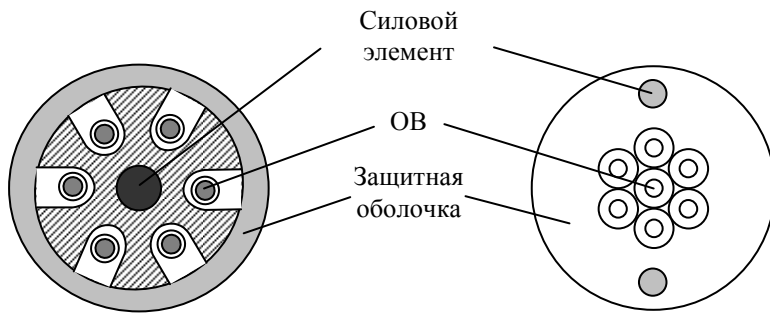 Силовой
элемент
ОВ
Защитная
оболочка